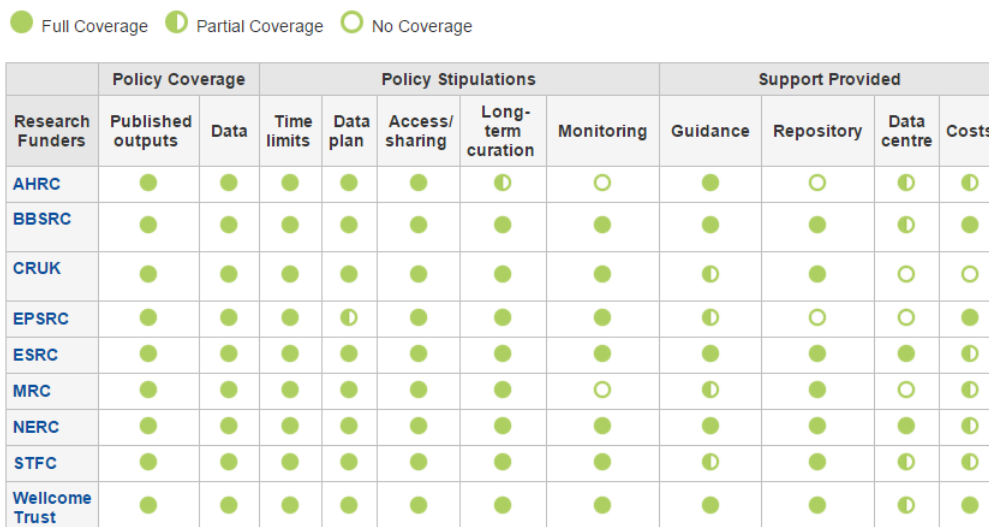 Full Coverage Partial Coverage No Coverage
Policy Coverage Policy Stipulations Support Provided
Research Funders Published outputs Data Time limits Data plan Access/ sharing Long-term curation Monitoring Guidance Repository Data centre Costs
AHRC
BBSRC
CRUK
EPSRC
ESRC
MRC
NERC
STFC
Wellcome
Trust